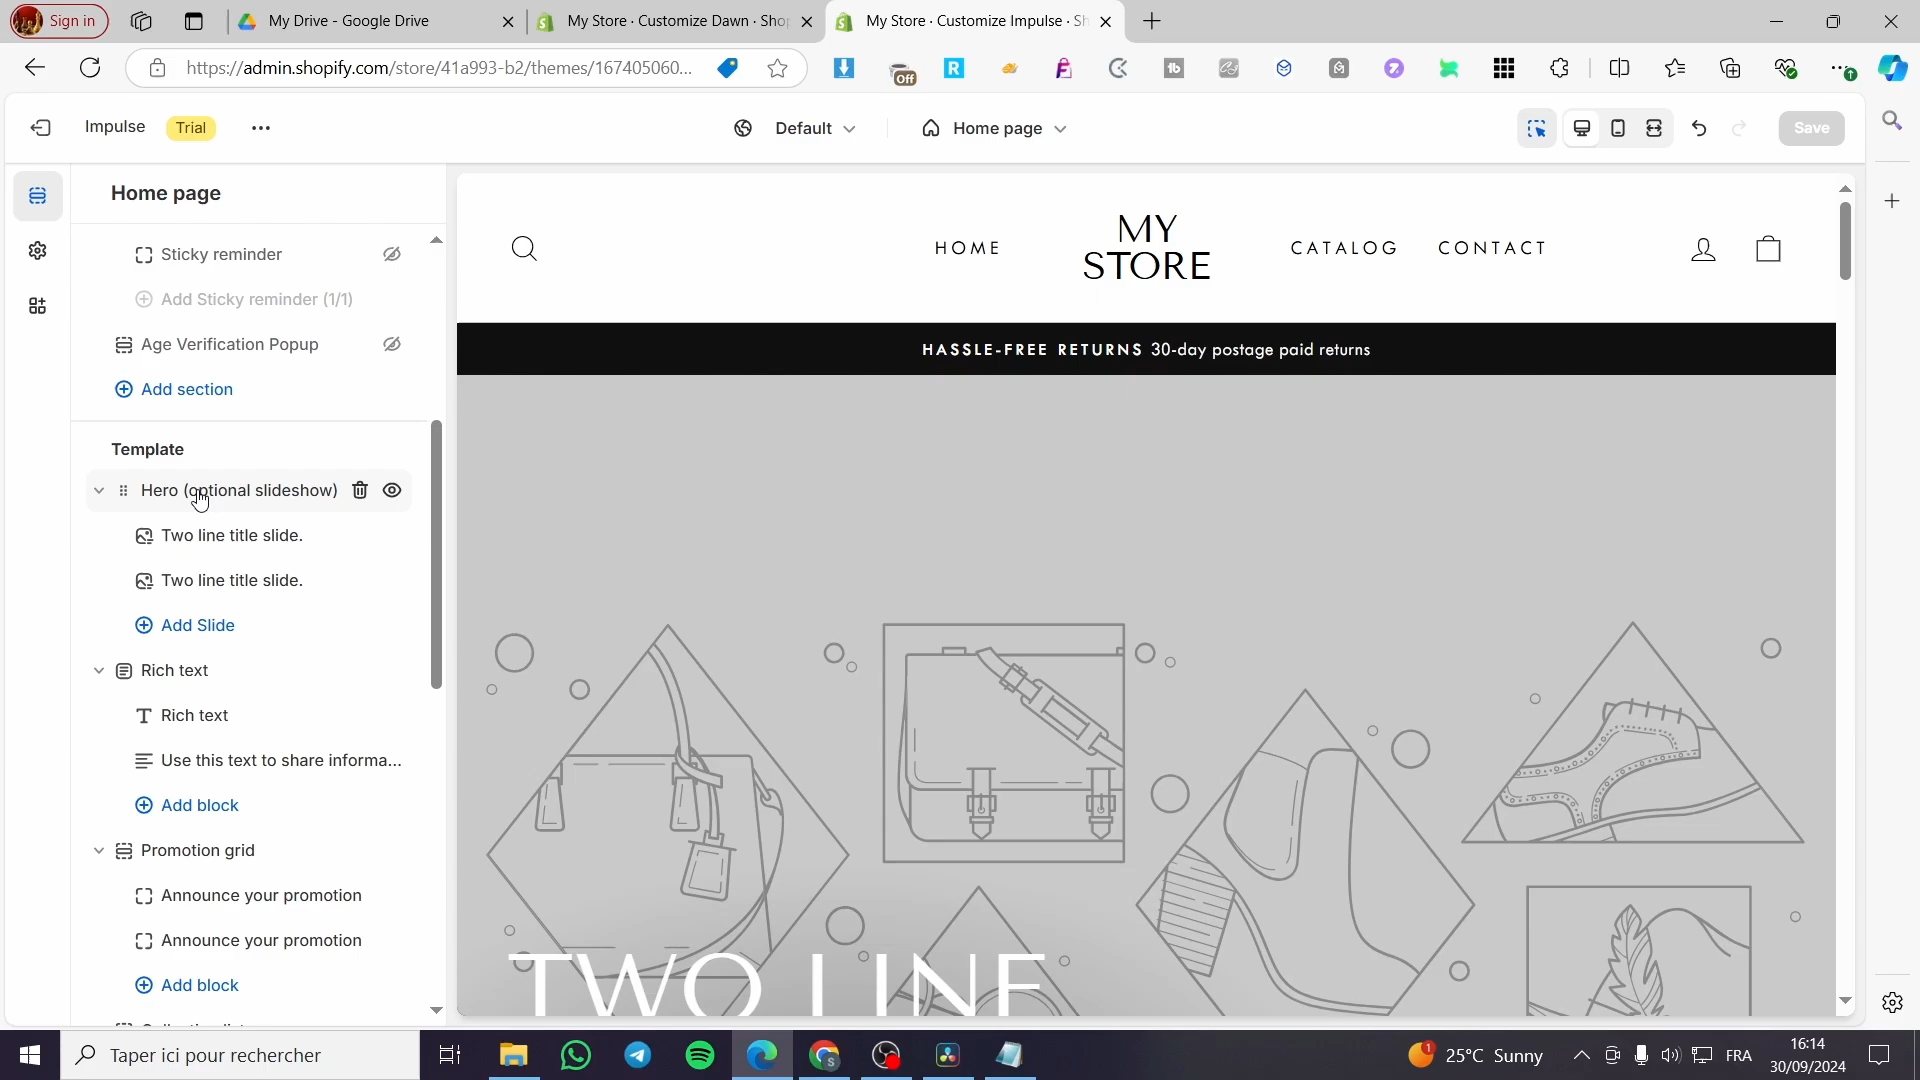 Sign in
My Drive - Google Drive
My Store · Customize Dawn · Sho
My Store · Customize Impulse · Sh
https://admin.shopify.com/store/41a993-b2/themes/167405060...
Off
Impulse
Trial
Default
Home page
Save
Home page
Sticky reminder
Add Sticky reminder (1/1)
Age Verification Popup
Add section
Template
Hero (optional slideshow)
Two line title slide.
Two line title slide.
Add Slide
Rich text
Rich text
Use this text to share informa...
Add block
Promotion grid
Announce your promotion
Announce your promotion
Add block
HOME
MY
STORE
CATALOG
CONTACT
HASSLE-FREE RETURNS 30-day postage paid returns
TWO LINE
Taper ici pour rechercher
25°C Sunny
FRA
16:14
30/09/2024